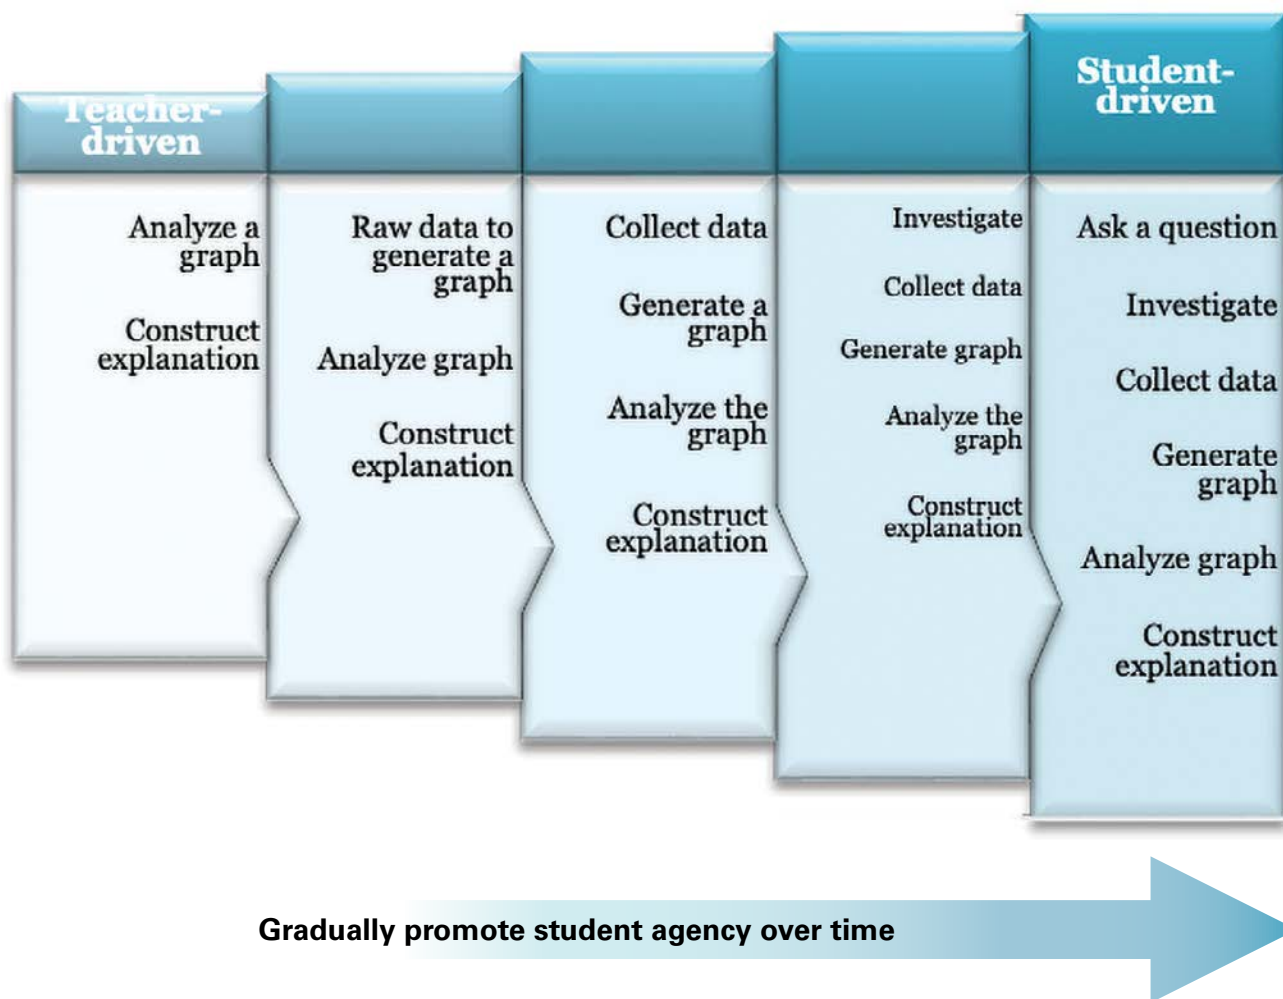 Teacher-
driven
Analyze a
graph
Construct
explanation
Raw data to
generate a
graph
Analyze graph
Construct
explanation
Collect data
Generate a
graph
Analyze the
graph
Construct
explanation
Investigate
Collect data
Generate graph
Analyze the
graph
Construct
explanation
Student-
driven
Ask a question
Investigate
Collect data
Generate
graph
Analyze graph
Construct
explanation
Gradually promote student agency over time